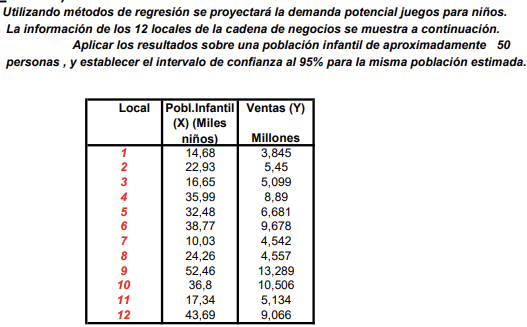 Utilizando métodos de regresión se proyectará la demanda potencial juegos para niños.
La información de los 12 locales de la cadena de negocios se muestra a continuación.
Aplicar los resultados sobre una población infantil de aproximadamente 50
personas , y establecer el intervalo de confianza al 95% para la misma población estimada.
Local Pobl.Infantil Ventas (Y)
(X) (Miles
niños) Millones
1 14,68 3,845
2 22,93 5,45
3 16,65 5,099
4 35,99 8,89
5 32,48 6,681
6 38,77 9,678
7 10,03 4,542
8 24,26 4,557
9 52,46 13,289
10 36,8 10,506
11 17,34 5,134
12 43,69 9,066